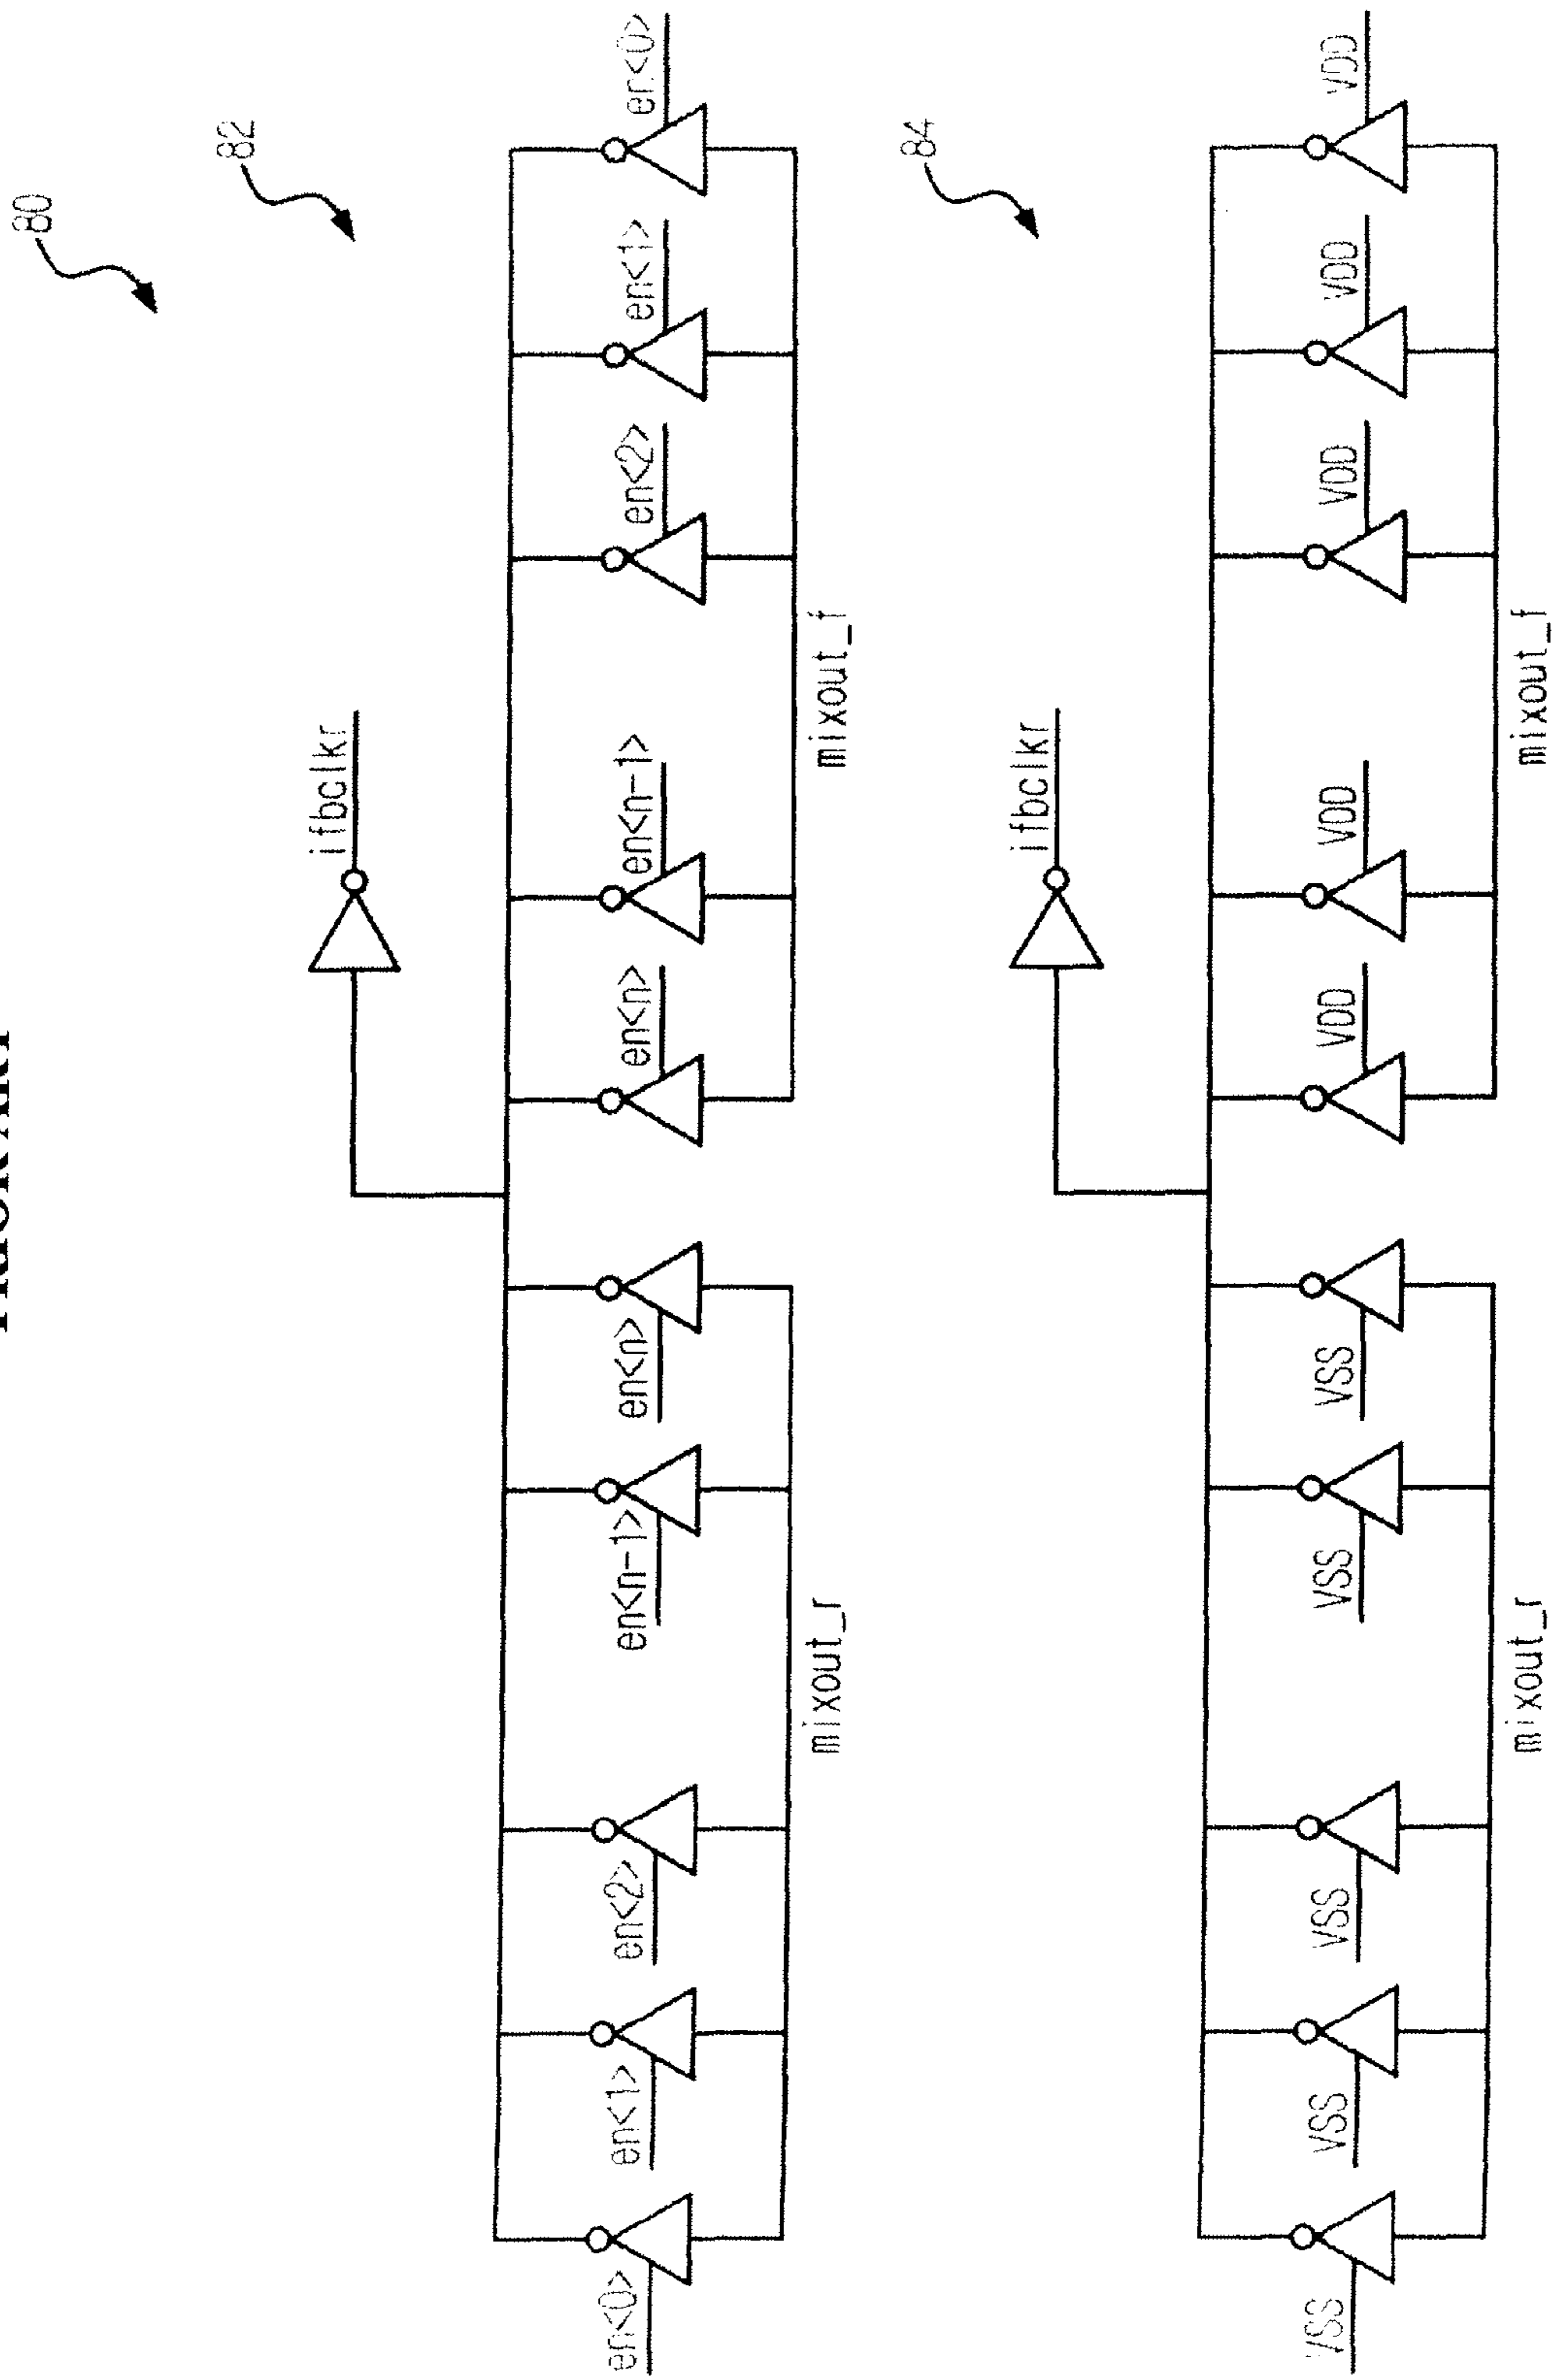 PRIOR ART
80
82
ifbclkr
en<0> en<1> en<2> en<n-1> en<n> en<n> en<n-1> en<2> en<1> en<0>
mixout_r mixout_f
84
ifbclkr
VSS VSS VSS VSS VSS VDD VDD VDD VDD VDD
mixout_r mixout_f